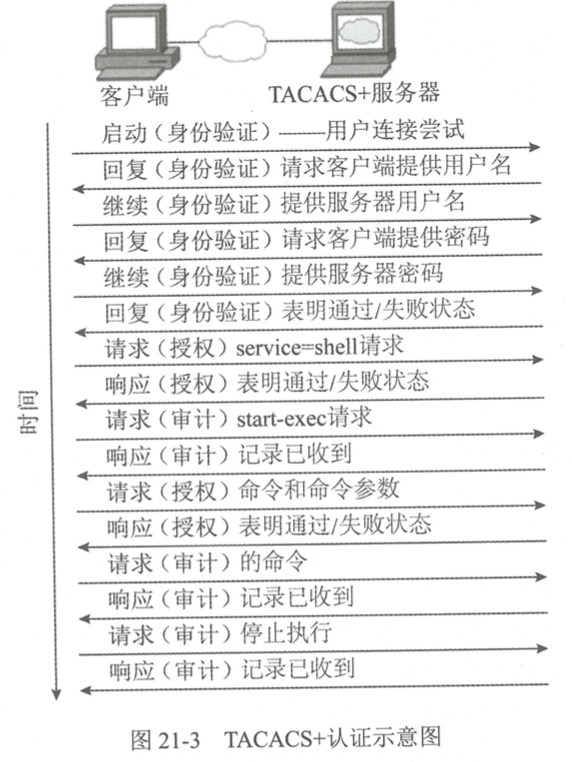 客户端 TACACS+服务器
启动（身份验证）——用户连接尝试
回复（身份验证）请求客户端提供用户名
继续（身份验证）提供服务器用户名
回复（身份验证）请求客户端提供密码
继续（身份验证）提供服务器密码
回复（身份验证）表明通过/失败状态
请求（授权）service=shell请求
响应（授权）表明通过/失败状态
请求（审计）start-exec请求
响应（审计）记录已收到
请求（授权）命令和命令参数
响应（授权）表明通过/失败状态
请求（审计）的命令
响应（审计）记录已收到
请求（审计）停止执行
响应（审计）记录已收到
时间
图 21-3 TACACS+认证示意图